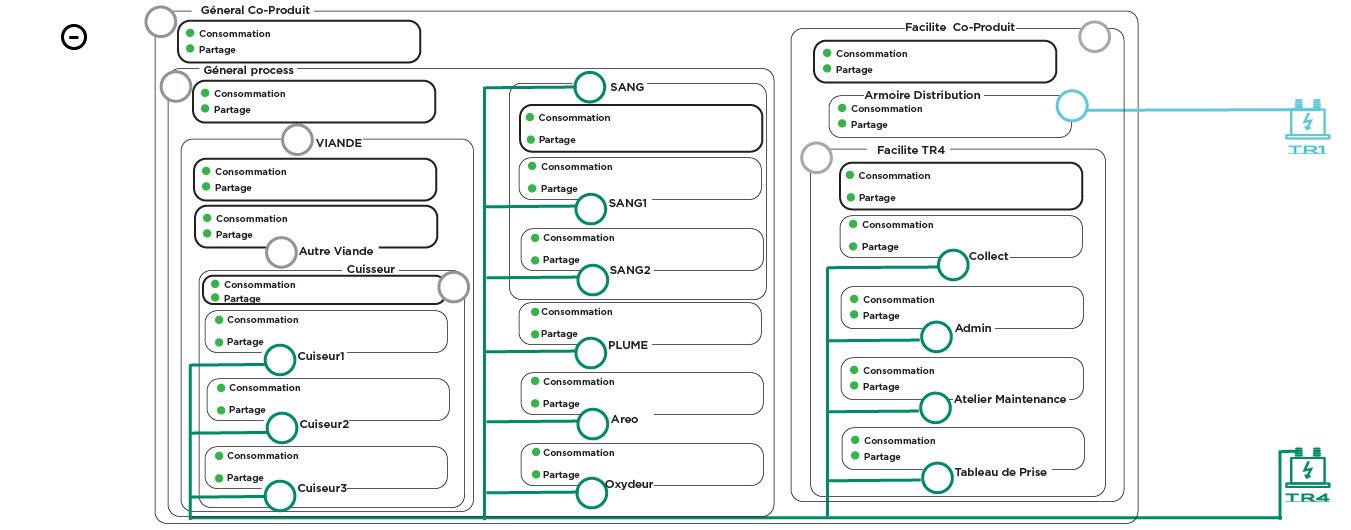 Géneral Co-Produit
Consommation
Partage
Géneral process
Consommation
Partage
VIANDE
Consommation
Partage
Consommation
Partage
Autre Viande
Cuisseur
Consommation
Partage
Consommation
Partage
Cuiseur1
Consommation
Partage
Cuiseur2
Consommation
Partage
Cuiseur3
SANG
Consommation
Partage
Consommation
Partage
SANG1
Consommation
Partage
SANG2
Consommation
Partage
PLUME
Consommation
Partage
Areo
Consommation
Partage
Oxydeur
Facilite Co-Produit
Consommation
Partage
Armoire Distribution
Consommation
Partage
Facilite TR4
Consommation
Partage
Consommation
Partage
Collect
Consommation
Partage
Admin
Consommation
Partage
Atelier Maintenance
Consommation
Partage
Tableau de Prise
TR1
TR4